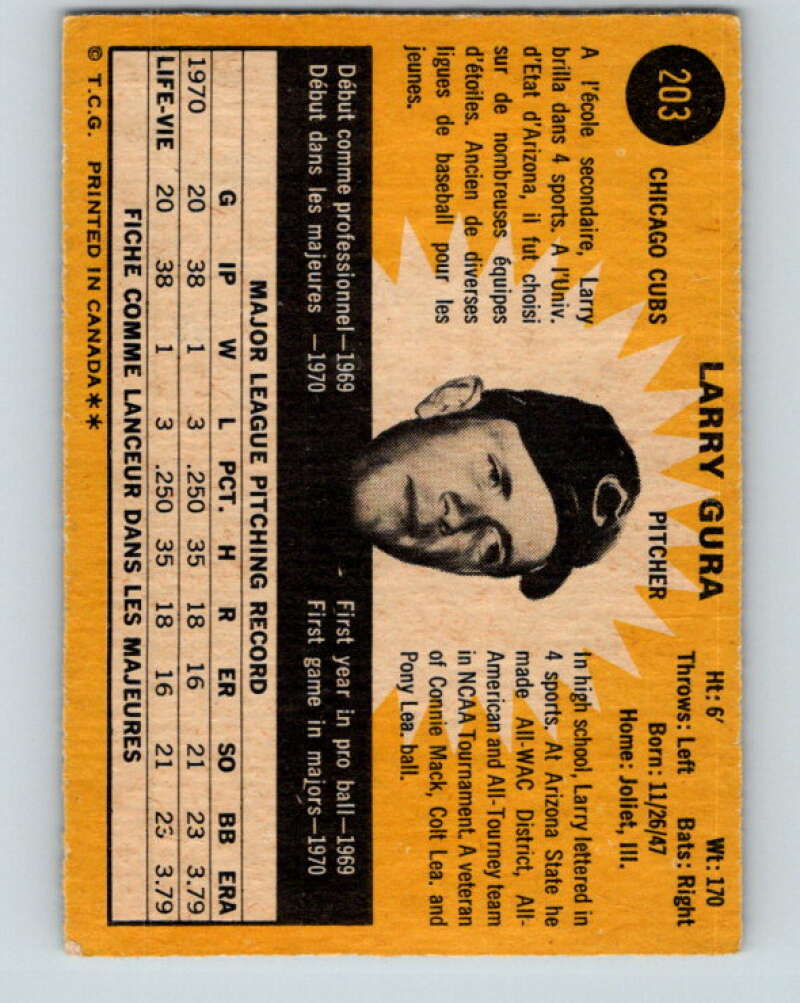 203
LARRY GURA
CHICAGO CUBS PITCHER
Ht: 6' Wt: 170
Throws: Left Bats: Right
Born: 11/26/47
Home: Joliet, Ill.
A l'école secondaire, Larry
brilla dans 4 sports. A l'Univ.
d'Etat d'Arizona, il fut choisi
sur de nombreuses équipes
d'étoiles. Ancien de diverses
ligues de baseball pour les
jeunes.
In high school, Larry lettered in
4 sports. At Arizona State he
made All-WAC District, All-
American and All-Tourney team
in NCAA Tournament. A veteran
of Connie Mack, Colt Lea. and
Pony Lea. ball.
C
Début comme professionnel—1969
Début dans les majeures —1970
First year in pro ball—1969
First game in majors—1970
MAJOR LEAGUE PITCHING RECORD
G IP W L PCT. H R ER SO BB ERA
1970 20 38 1 3 .250 35 18 16 21 23 3.79
LIFE-VIE 20 38 1 3 .250 35 18 16 21 23 3.79
FICHE COMME LANCEUR DANS LES MAJEURES
© T.C.G. PRINTED IN CANADA**